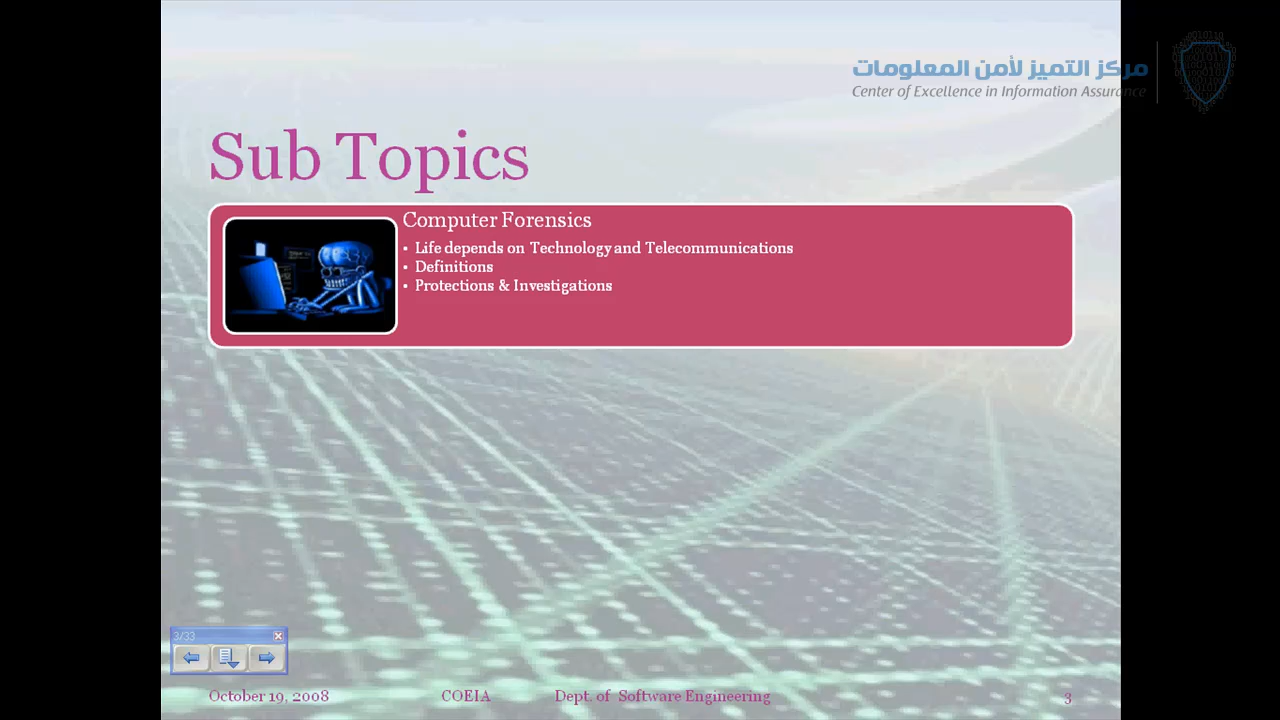 مركز التميز لأمن المعلومات
Center of Excellence in Information Assurance
Sub Topics
Computer Forensics
• Life depends on Technology and Telecommunications
• Definitions
• Protections & Investigations
3/33
October 19, 2008 COEIA Dept. of Software Engineering 3